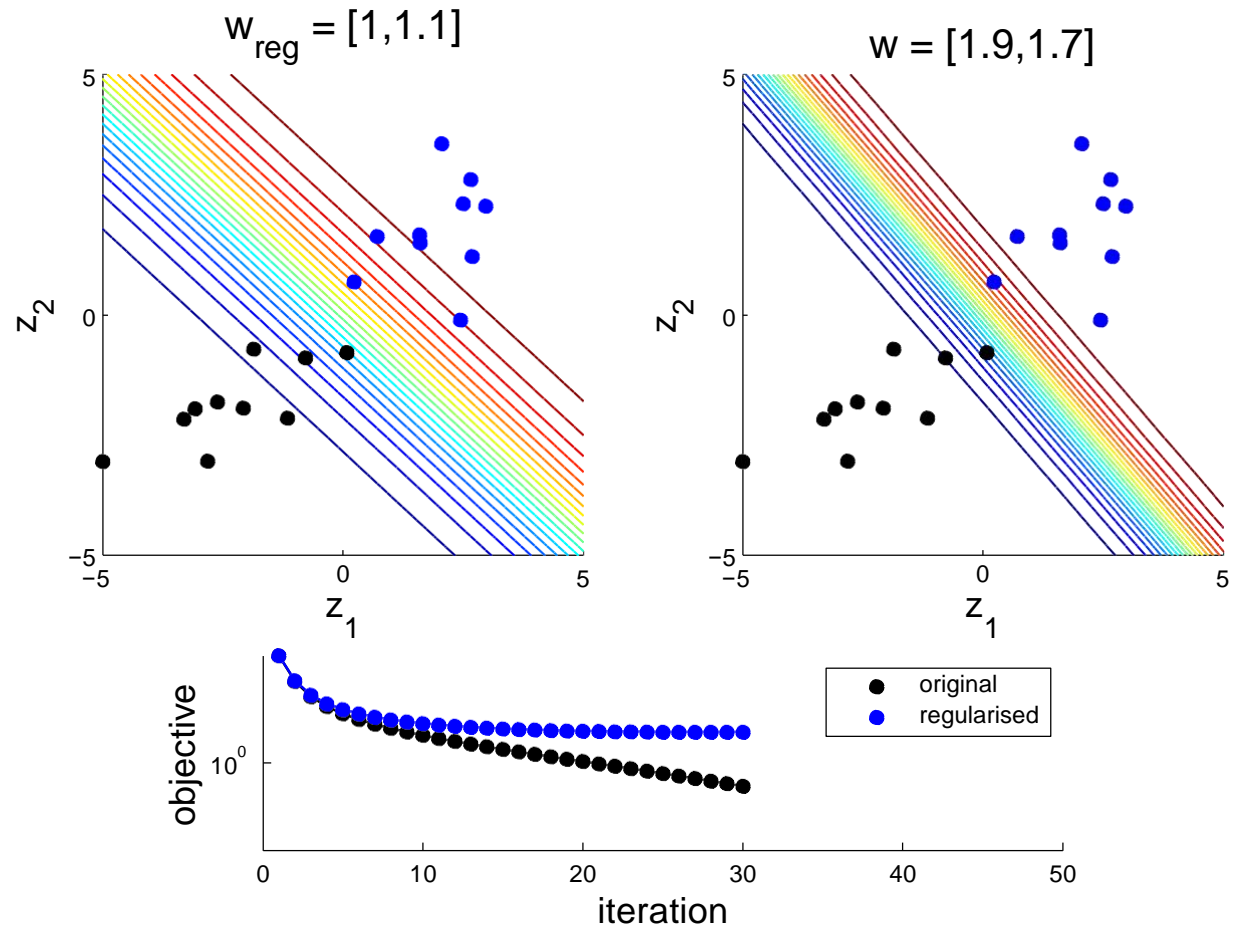 w_reg = [1,1.1]
w = [1.9,1.7]
5
0
−5
z_2
−5
0
5
z_1
5
0
−5
z_2
−5
0
5
z_1
objective
10^0
0
10
20
30
40
50
iteration
original
regularised